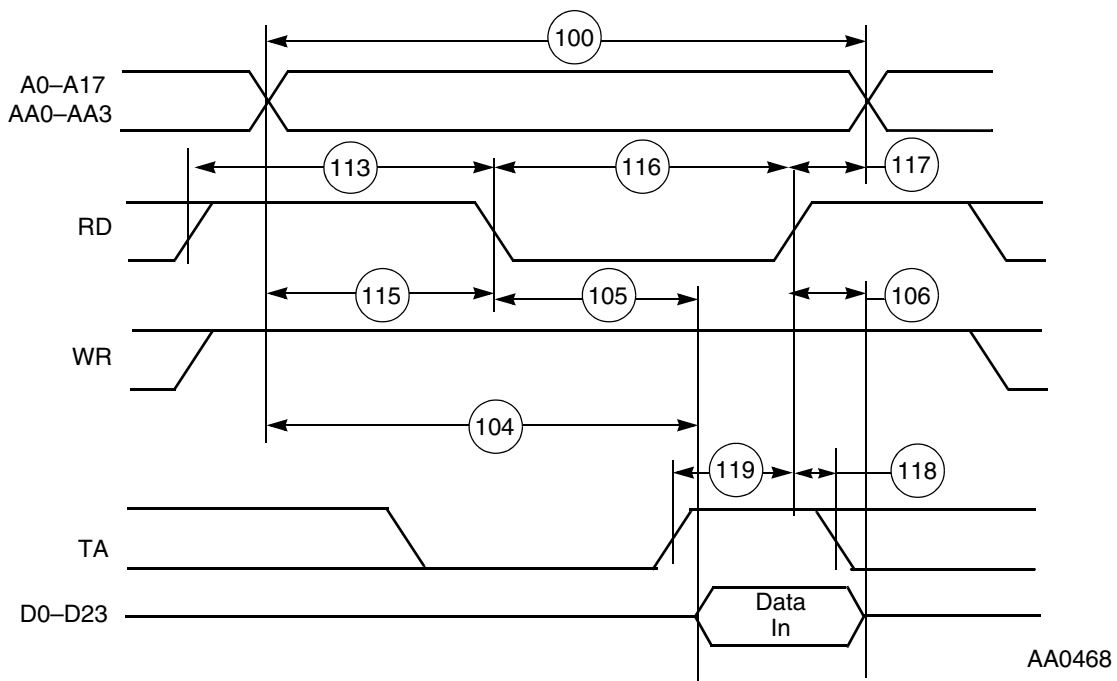 100
A0–A17
AA0–AA3
113
116
117
RD
115
105
106
WR
104
119
118
TA
D0–D23
Data
In
AA0468